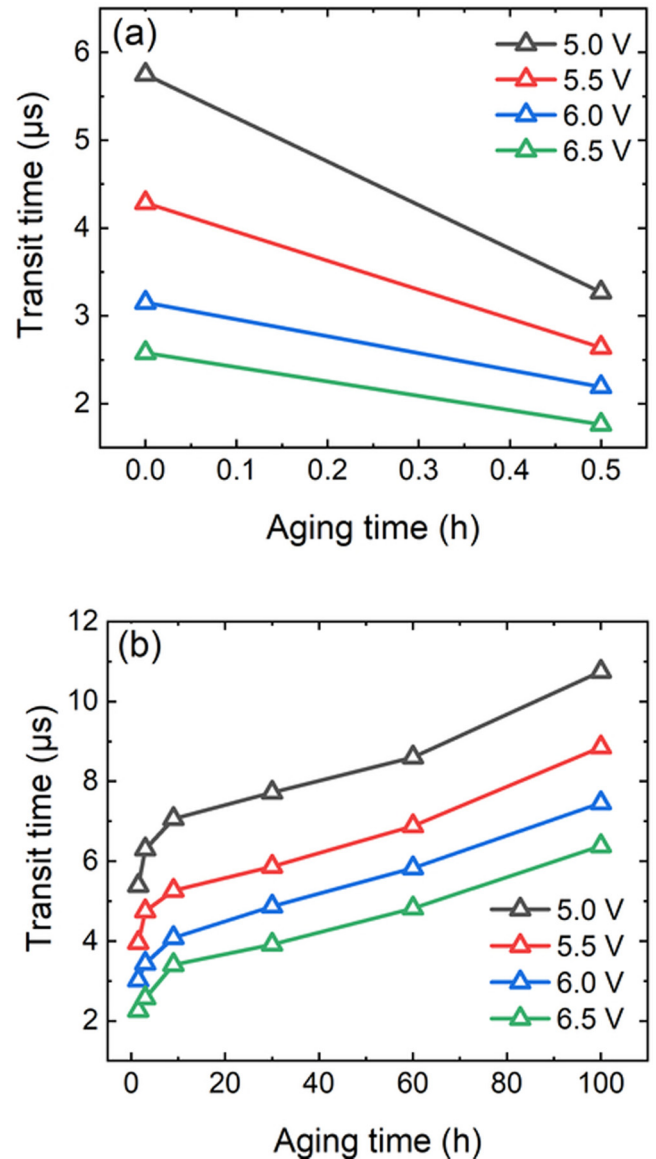 (a)
5.0 V
5.5 V
6.0 V
6.5 V
6
5
4
3
2
Transit time (μs)
0.0 0.1 0.2 0.3 0.4 0.5
Aging time (h)
(b)
12
10
8
6
4
2
Transit time (μs)
5.0 V
5.5 V
6.0 V
6.5 V
0 20 40 60 80 100
Aging time (h)